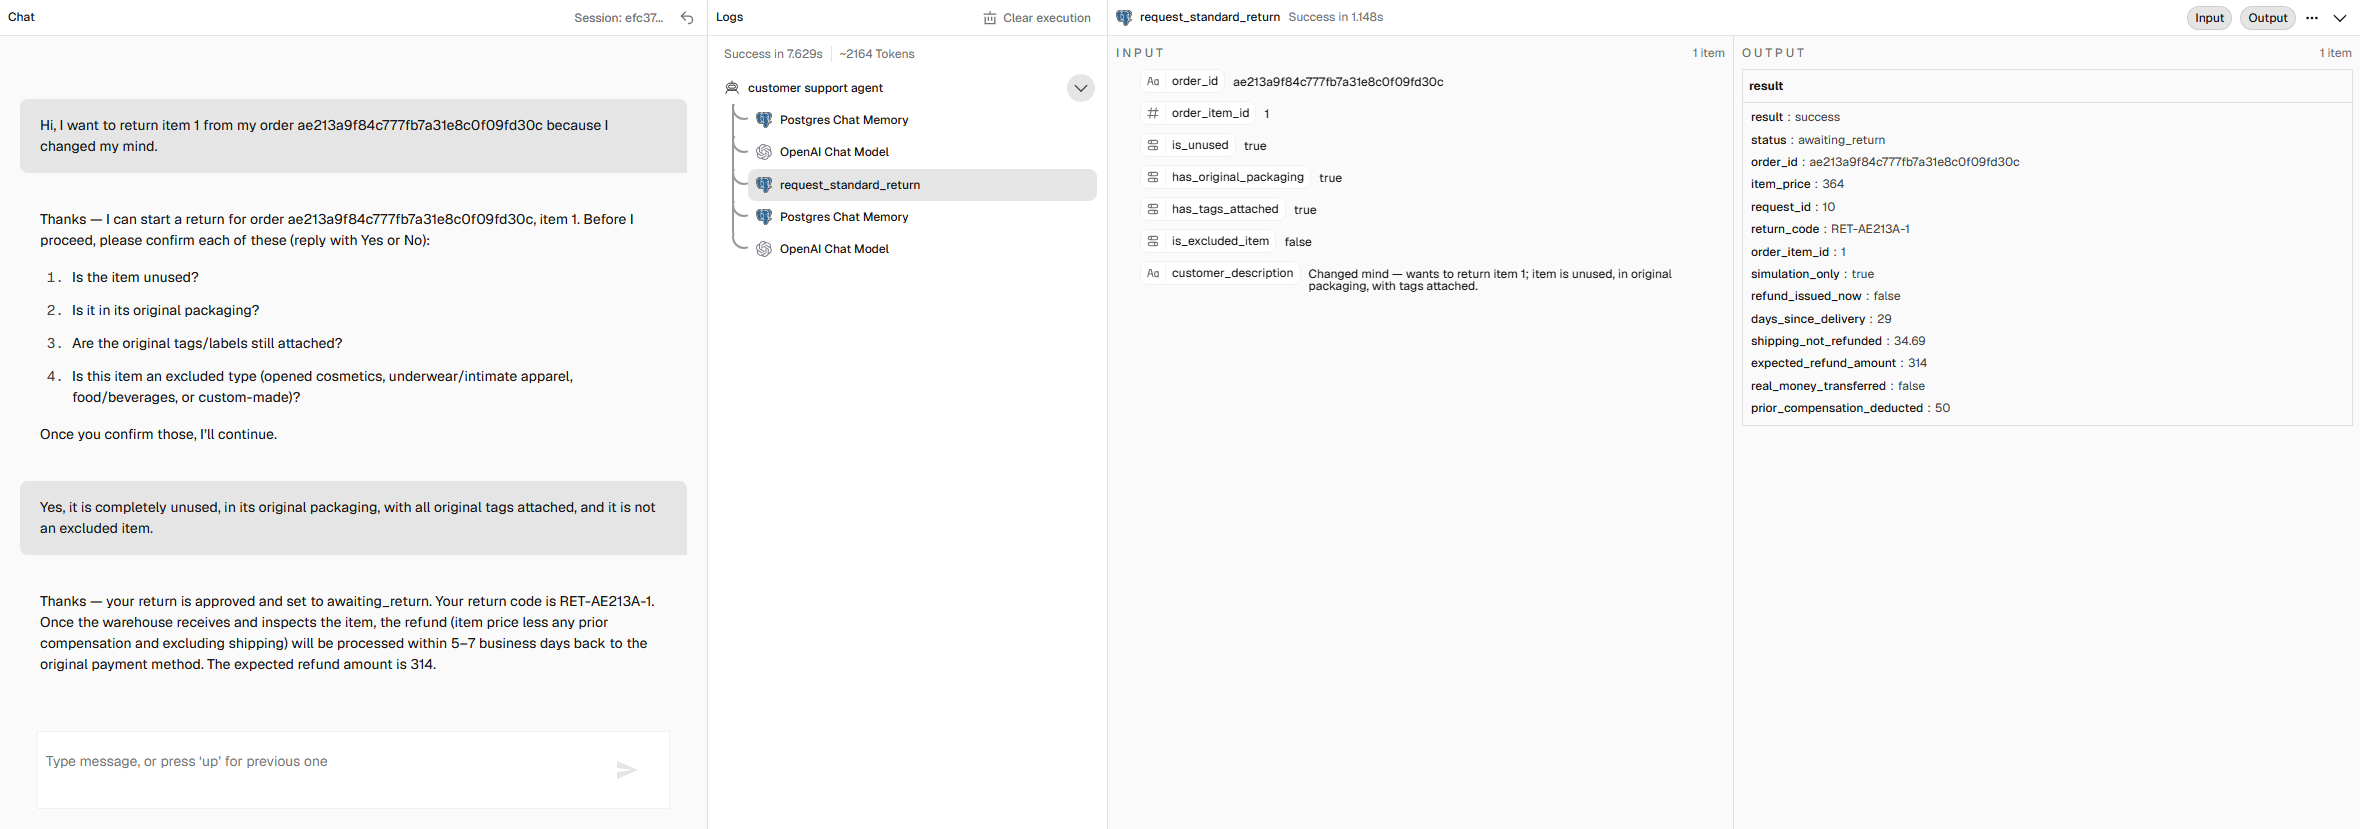 Chat
Session: efc37...
Hi, I want to return item 1 from my order ae213a9f84c777fb7a31e8c0f09fd30c because I
changed my mind.
Thanks — I can start a return for order ae213a9f84c777fb7a31e8c0f09fd30c, item 1. Before I
proceed, please confirm each of these (reply with Yes or No):
1. Is the item unused?
2. Is it in its original packaging?
3. Are the original tags/labels still attached?
4. Is this item an excluded type (opened cosmetics, underwear/intimate apparel,
food/beverages, or custom-made)?
Once you confirm those, I'll continue.
Yes, it is completely unused, in its original packaging, with all original tags attached, and it is not
an excluded item.
Thanks — your return is approved and set to awaiting_return. Your return code is RET-AE213A-1.
Once the warehouse receives and inspects the item, the refund (item price less any prior
compensation and excluding shipping) will be processed within 5–7 business days back to the
original payment method. The expected refund amount is 314.
Type message, or press 'up' for previous one
Logs
Clear execution
Success in 7.629s
~2164 Tokens
customer support agent
Postgres Chat Memory
OpenAI Chat Model
request_standard_return
Postgres Chat Memory
OpenAI Chat Model
request_standard_return Success in 1.148s
Input
Output
INPUT
1 item
Aa order_id ae213a9f84c777fb7a31e8c0f09fd30c
# order_item_id 1
is_unused true
has_original_packaging true
has_tags_attached true
is_excluded_item false
Aa customer_description Changed mind — wants to return item 1; item is unused, in original
packaging, with tags attached.
OUTPUT
1 item
result
result : success
status : awaiting_return
order_id : ae213a9f84c777fb7a31e8c0f09fd30c
item_price : 364
request_id : 10
return_code : RET-AE213A-1
order_item_id : 1
simulation_only : true
refund_issued_now : false
days_since_delivery : 29
shipping_not_refunded : 34.69
expected_refund_amount : 314
real_money_transferred : false
prior_compensation_deducted : 50